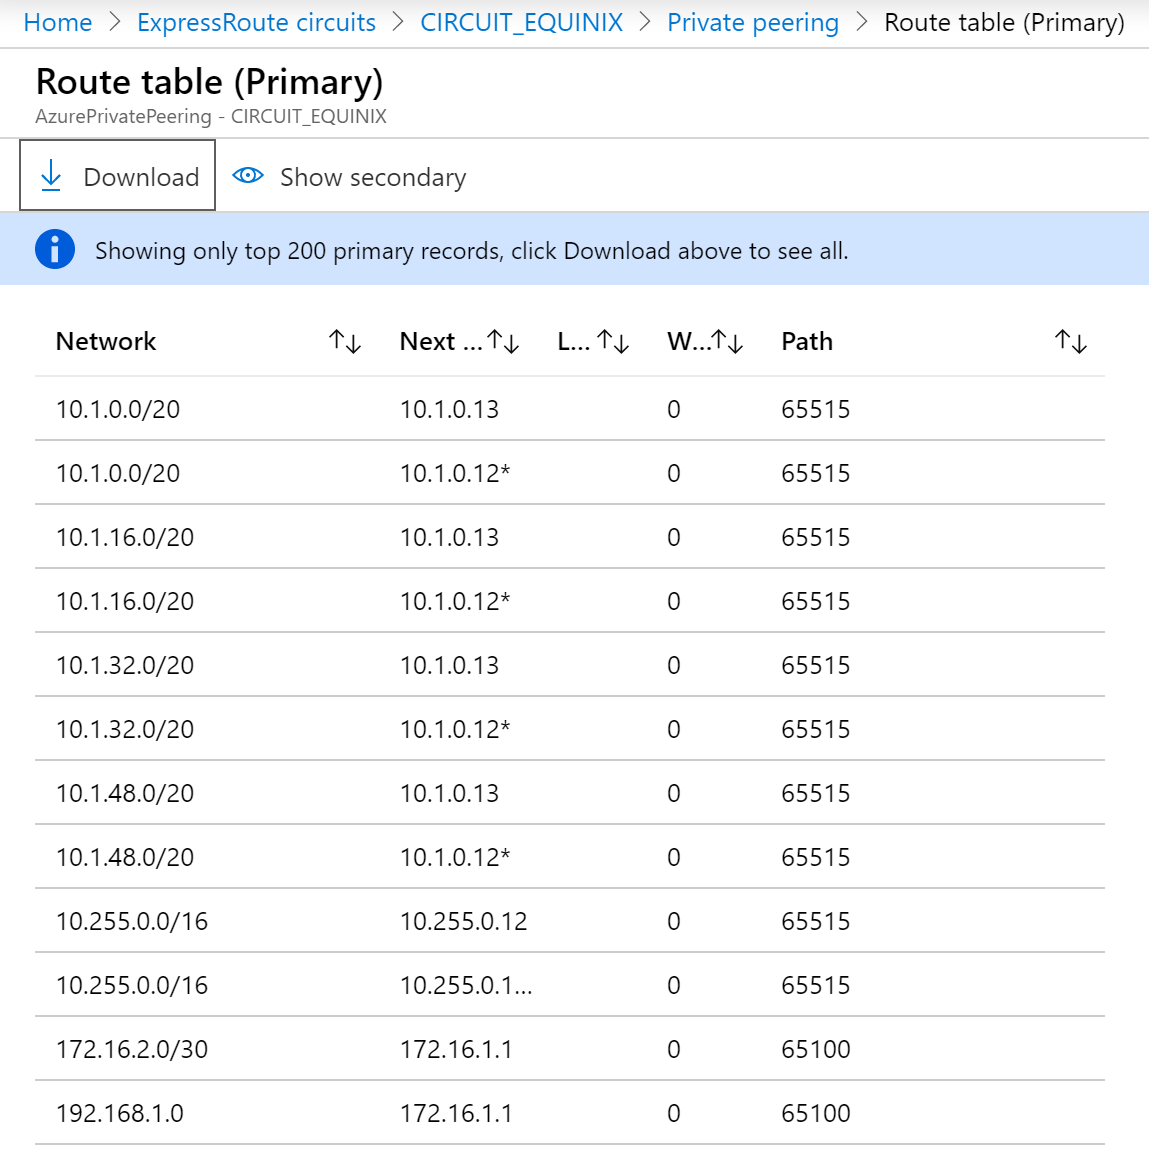 Home > ExpressRoute circuits > CIRCUIT_EQUINIX > Private peering > Route table (Primary)
Route table (Primary)
AzurePrivatePeering - CIRCUIT_EQUINIX
Download Show secondary
Showing only top 200 primary records, click Download above to see all.
Network ↑↓ Next ...↑↓ L... ↑↓ W...↑↓ Path ↑↓
10.1.0.0/20 10.1.0.13 0 65515
10.1.0.0/20 10.1.0.12* 0 65515
10.1.16.0/20 10.1.0.13 0 65515
10.1.16.0/20 10.1.0.12* 0 65515
10.1.32.0/20 10.1.0.13 0 65515
10.1.32.0/20 10.1.0.12* 0 65515
10.1.48.0/20 10.1.0.13 0 65515
10.1.48.0/20 10.1.0.12* 0 65515
10.255.0.0/16 10.255.0.12 0 65515
10.255.0.0/16 10.255.0.1... 0 65515
172.16.2.0/30 172.16.1.1 0 65100
192.168.1.0 172.16.1.1 0 65100